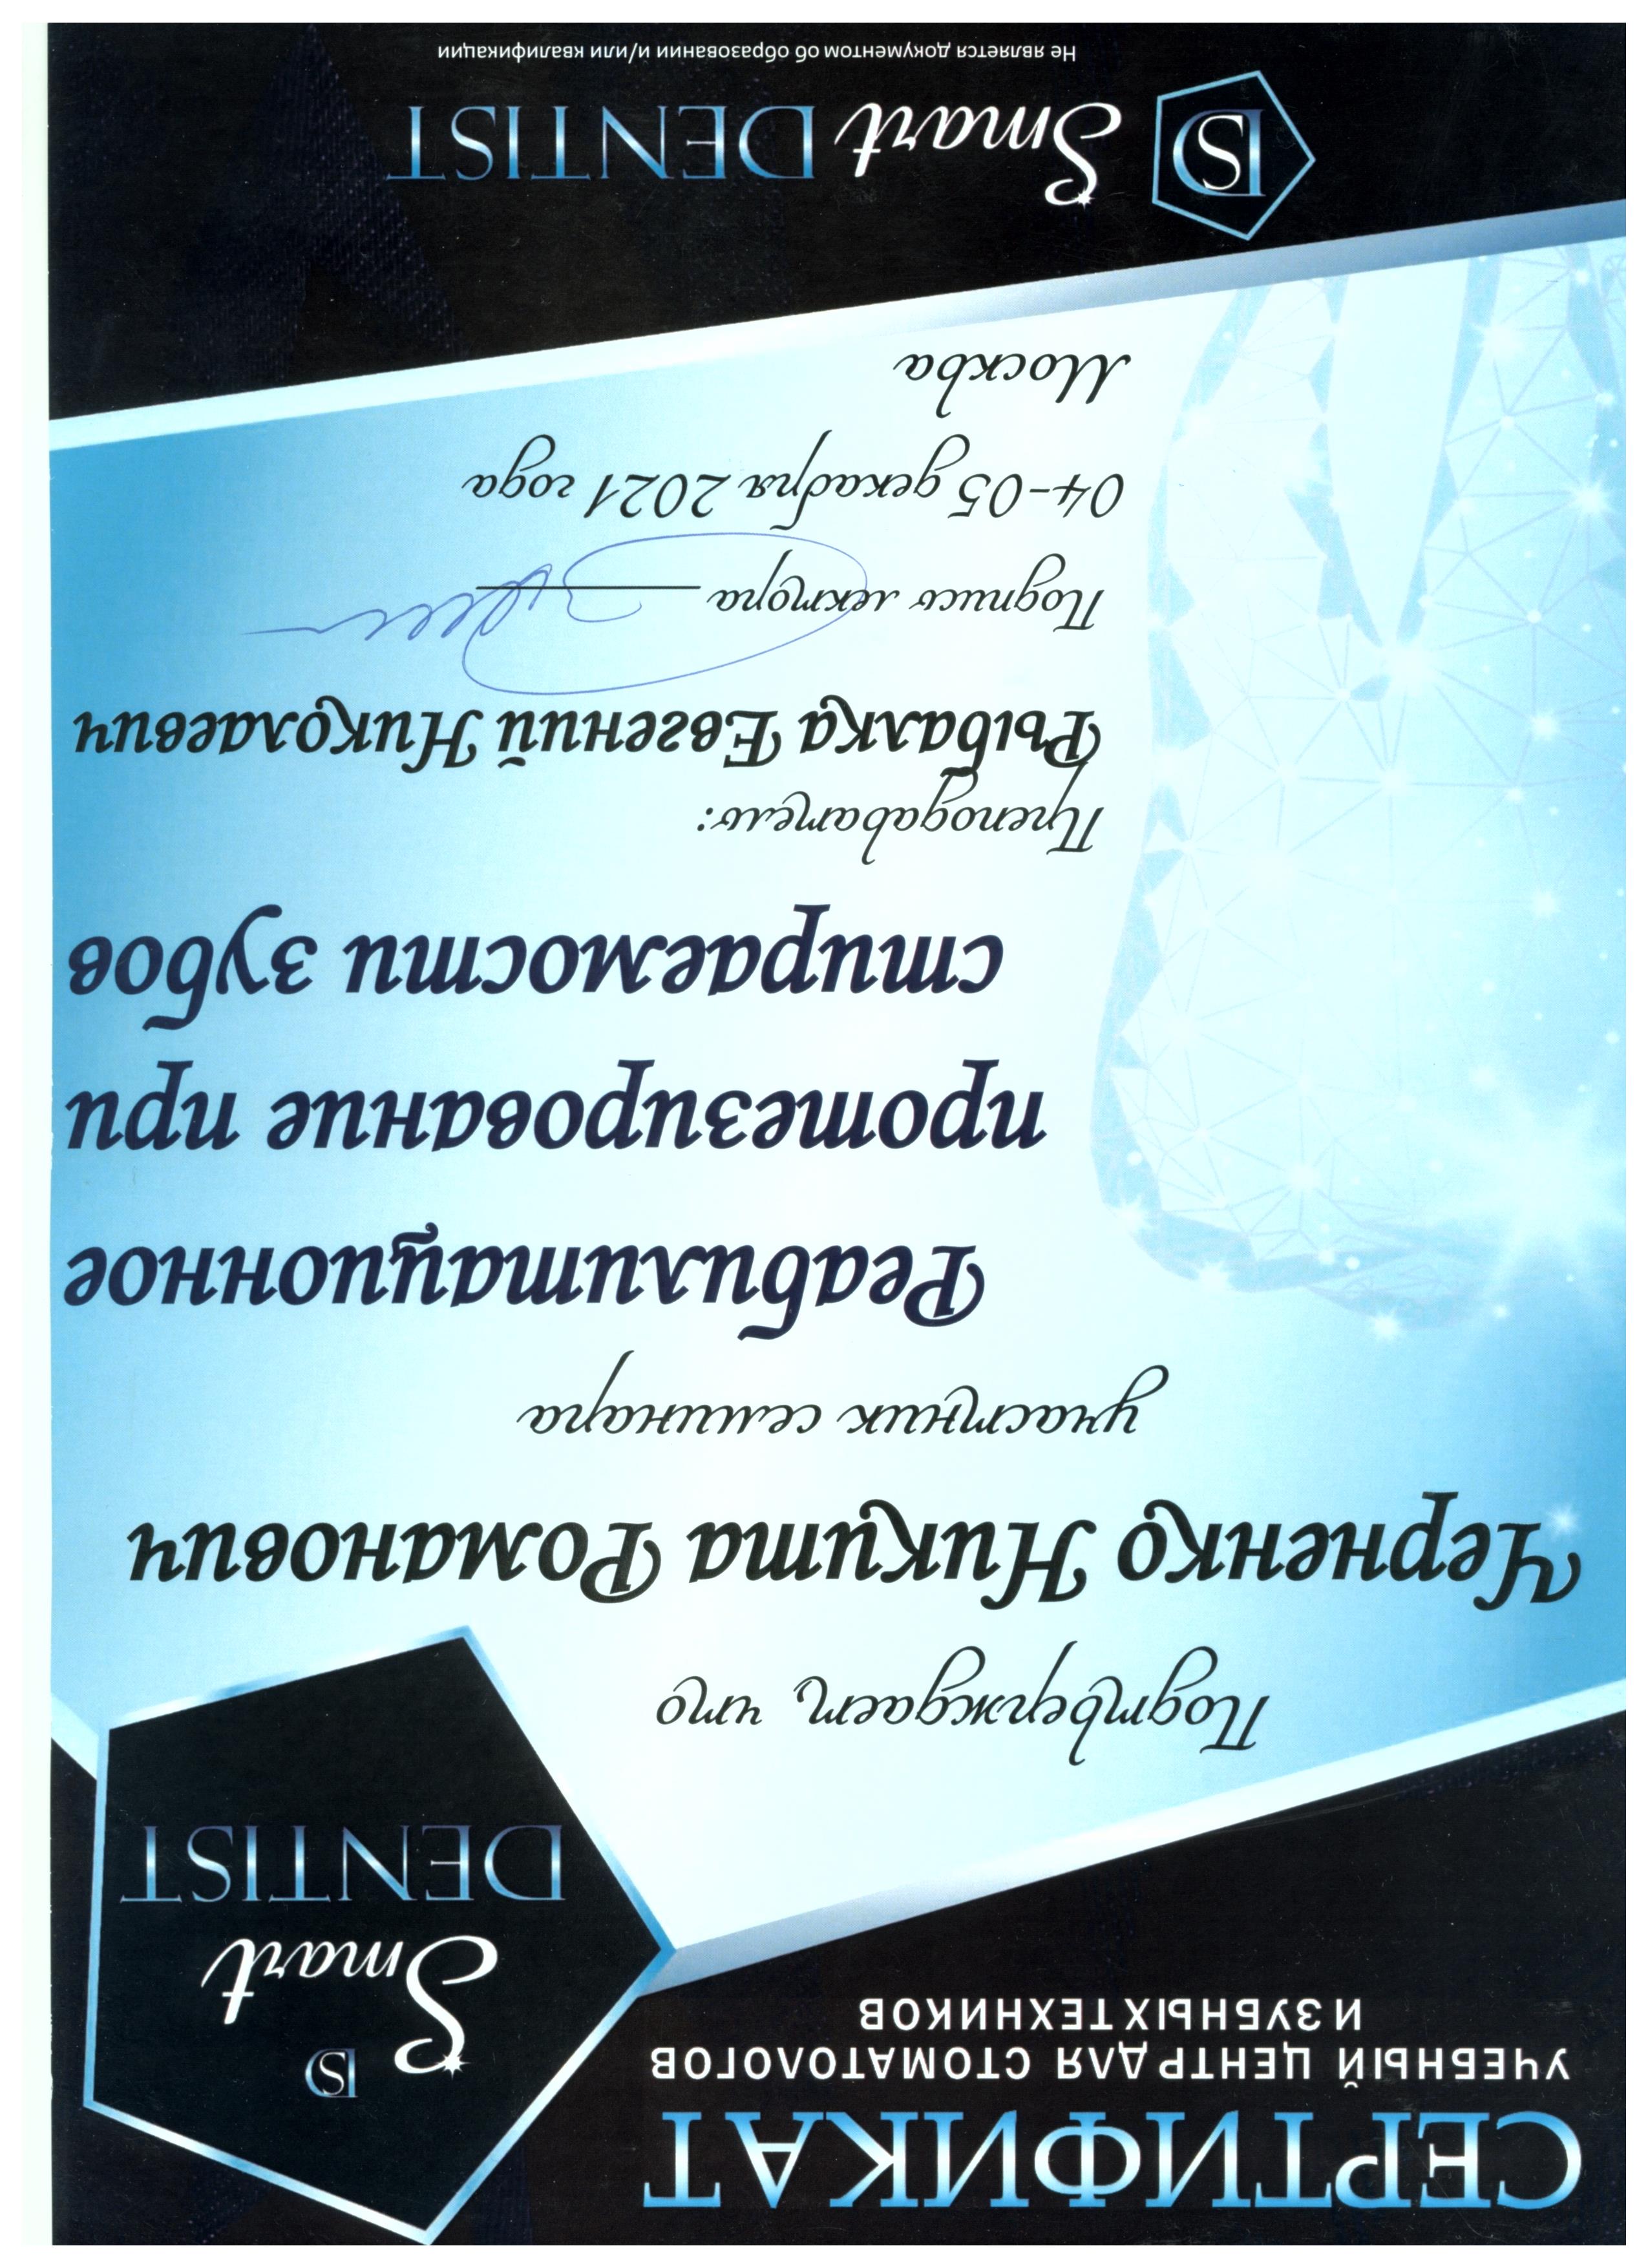 СЕРТИФИКАТ
УЧЕБНЫЙ ЦЕНТР ДЛЯ СТОМАТОЛОГОВ
И ЗУБНЫХ ТЕХНИКОВ
DS
Smart
DENTIST
Подтверждает, что
Черненко Никита Романович
участник семинара
Реабилитационное
протезирование при
стираемости зубов
Преподаватель:
Рыбалка Евгений Николаевич
Подпись лектора
04-05 декабря 2021 года
Москва
DS Smart DENTIST
Не является документом об образовании и/или квалификации